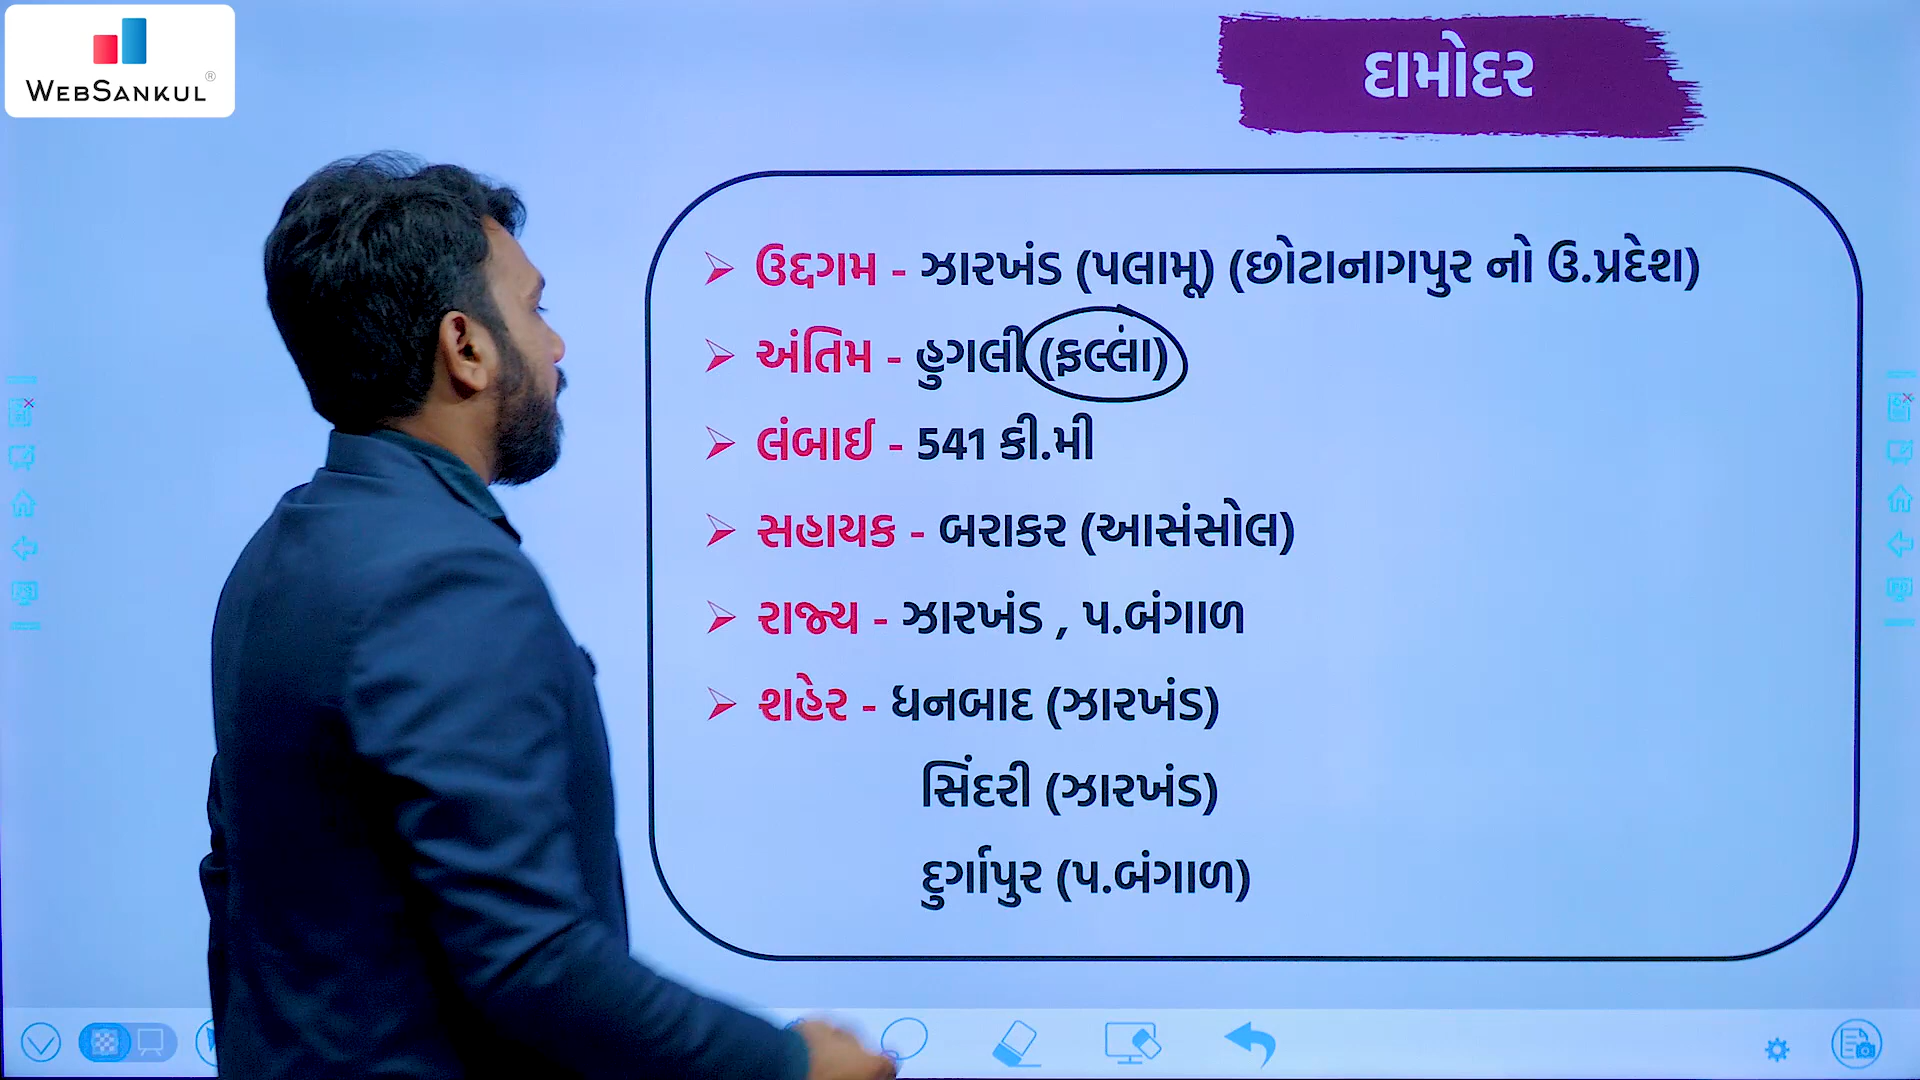 WEBSANKUL®
દામોદર
ઉદ્દગમ - ઝારખંડ (પલામૂ) (છોટાનાગપુર નો ઉ.પ્રદેશ)
અંતિમ - હુગલી (ફલ્લાં)
લંબાઈ - 541 કી.મી
સહાયક - બરાકર (આસંસોલ)
રાજ્ય - ઝારખંડ , પ.બંગાળ
શહેર - ધનબાદ (ઝારખંડ)
સિંદરી (ઝારખંડ)
દુર્ગાપુર (પ.બંગાળ)